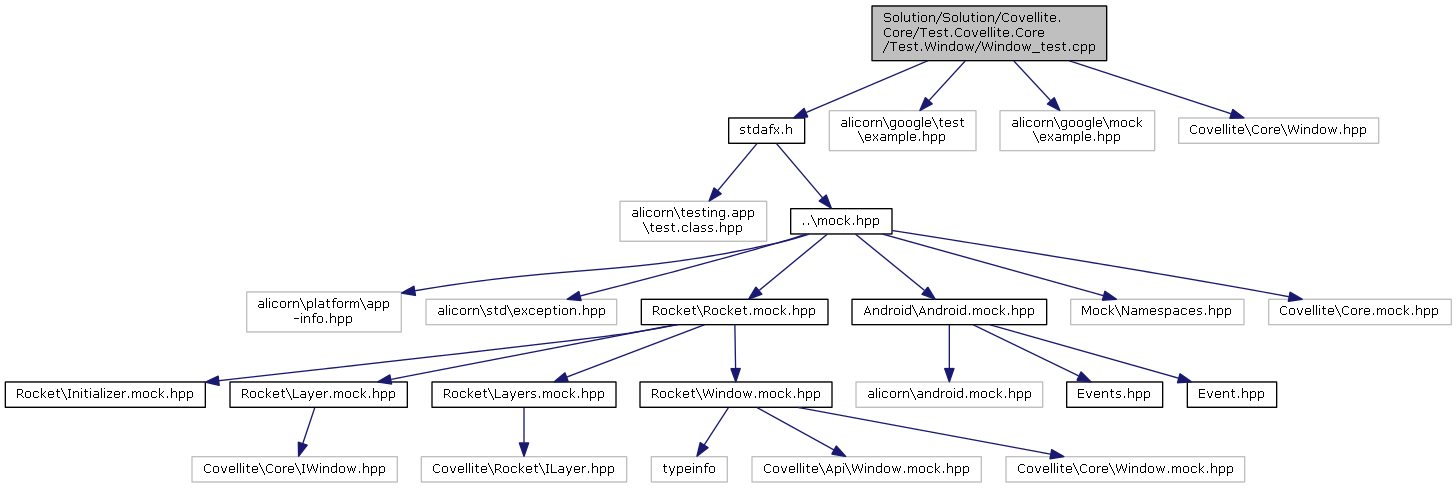 Solution/Solution/Covellite.
Core/Test.Covellite.Core
/Test.Window/Window_test.cpp
stdafx.h
alicorn\google\test
\example.hpp
alicorn\google\mock
\example.hpp
Covellite\Core\Window.hpp
alicorn\testing.app
\test.class.hpp
..\mock.hpp
alicorn\platform\app
-info.hpp
alicorn\std\exception.hpp
Rocket\Rocket.mock.hpp
Android\Android.mock.hpp
Mock\Namespaces.hpp
Covellite\Core.mock.hpp
Rocket\Initializer.mock.hpp
Rocket\Layer.mock.hpp
Rocket\Layers.mock.hpp
Rocket\Window.mock.hpp
alicorn\android.mock.hpp
Events.hpp
Event.hpp
Covellite\Core\IWindow.hpp
Covellite\Rocket\ILayer.hpp
typeinfo
Covellite\Api\Window.mock.hpp
Covellite\Core\Window.mock.hpp